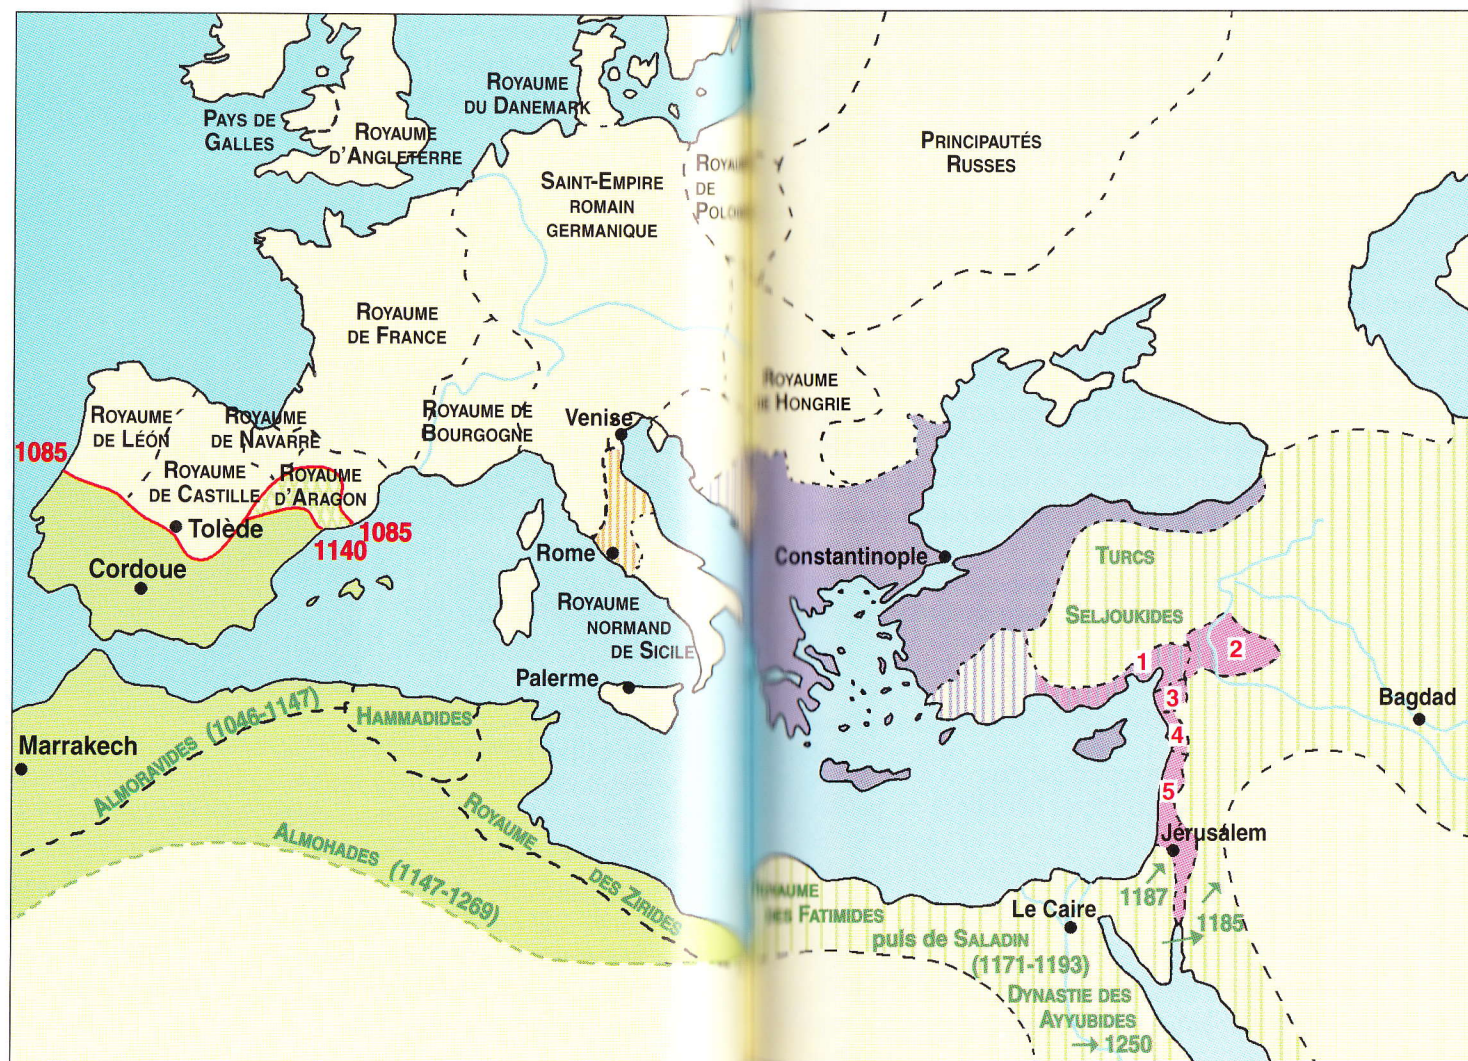 ROYAUME
DU DANEMARK
PAYS DE
GALLES
ROYAUME
D'ANGLETERRE
SAINT-EMPIRE
ROMAIN
GERMANIQUE
DE
PRINCIPAUTÉS
RUSSES
ROYAUME
DE FRANCE
ROYAUME
DE LÉÓN
ROYAUME
DE NAVARRE
ROYAUME DE
BOURGOGNE
Venise
ROYAUME
HONGRIE
1085
ROYAUME
DE CASTILLE
ROYAUME
D'ARAGON
Tolède
1085
1140
Cordoue
Rome
Constantinople
TURCS
SELJOUKIDES
ROYAUME
NORMAND
DE SICILE
Palerme
1
2
3
4
5
Bagdad
Marrakech
ALMORAVIDES (1046-1147)
HAMMADIDES
ROYAUME
DES ZIRIDES
ALMOHADES (1147-1269)
Jérusalem
1187
1185
ROYAUME
DES FATIMIDES
Le Caire
puis de SALADIN
(1171-1193)
DYNASTIE DES
AYYUBIDES
→ 1250